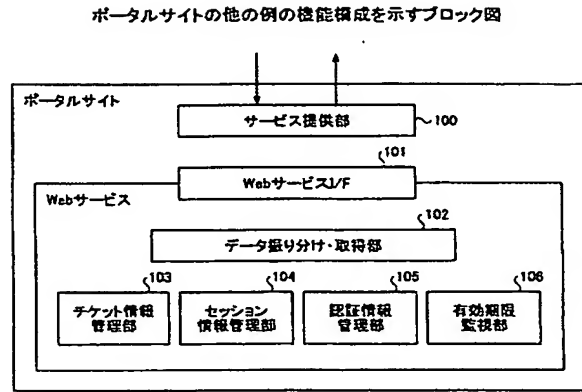 ポータルサイトの他の例の機能構成を示すブロック図
ポータルサイト
サービス提供部
100
101
WebサービスI/F
Webサービス
102
データ振り分け・取得部
103
チケット情報
管理部
104
セッション
情報管理部
105
認証情報
管理部
106
有効期限
監視部